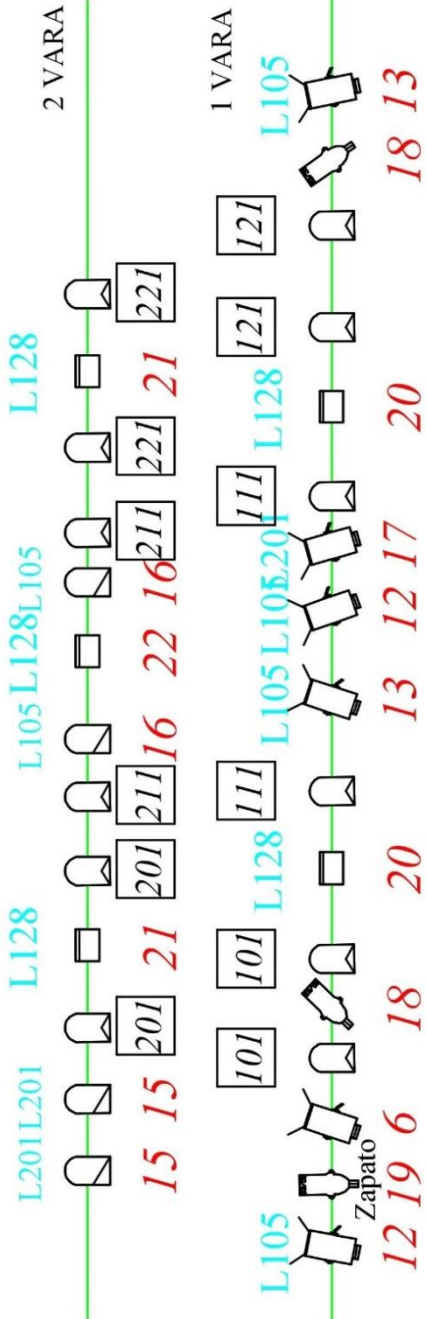 L201 L201 L128 L105 L128 L105 L128
2 VARA
201 201 211 211 221 221
15 15 21 16 22 16 21
1 VARA
101 101 111 111 121 121
L105 L128 L105 L105 L201 L128 L105
Zapato
12 19 6 18 20 13 12 17 20 18 13